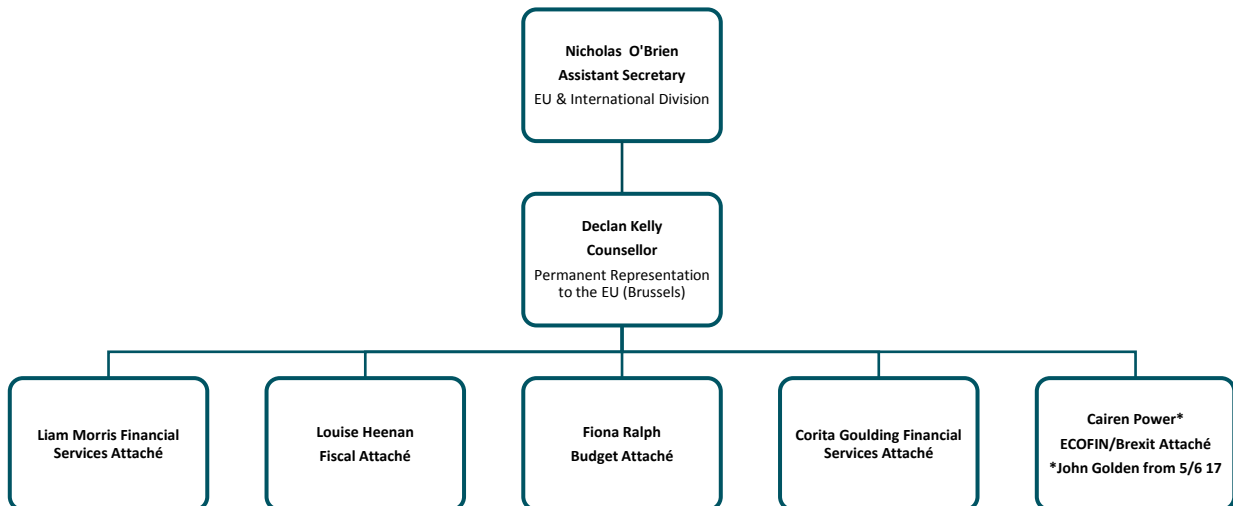 Nicholas  O'Brien
Assistant Secretary
EU & International Division
Declan Kelly
Counsellor
Permanent Representation
to the EU (Brussels)
Liam Morris Financial
Services Attaché
Louise Heenan
Fiscal Attaché
Fiona Ralph
Budget Attaché
Corita Goulding Financial
Services Attaché
Cairen Power*
ECOFIN/Brexit Attaché
*John Golden from 5/6 17